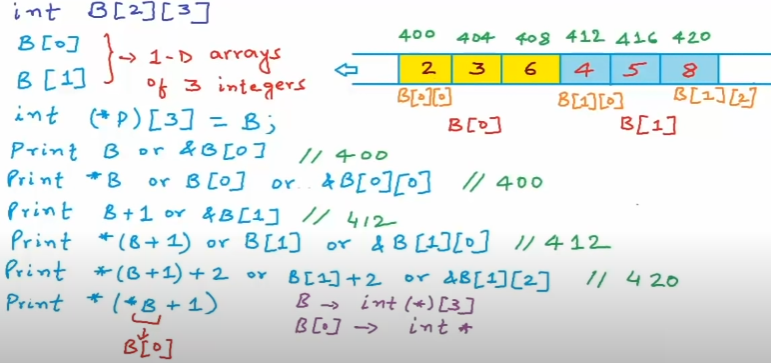 int B[2][3]
400 404 408 412 416 420
B[0]
B[1]
} → 1-D arrays
of 3 integers
2 3 6 4 5 8
B[0][0] B[1][0] B[1][2]
B[0] B[1]
int (*P)[3] = B;
Print B or &B[0] // 400
Print *B or B[0] or &B[0][0] // 400
Print B+1 or &B[1] // 412
Print *(B+1) or B[1] or &B[1][0] // 412
Print *(B+1)+2 or B[1]+2 or &B[1][2] // 420
Print *(*B+1)
B[0]
B → int(*)[3]
B[0] → int *